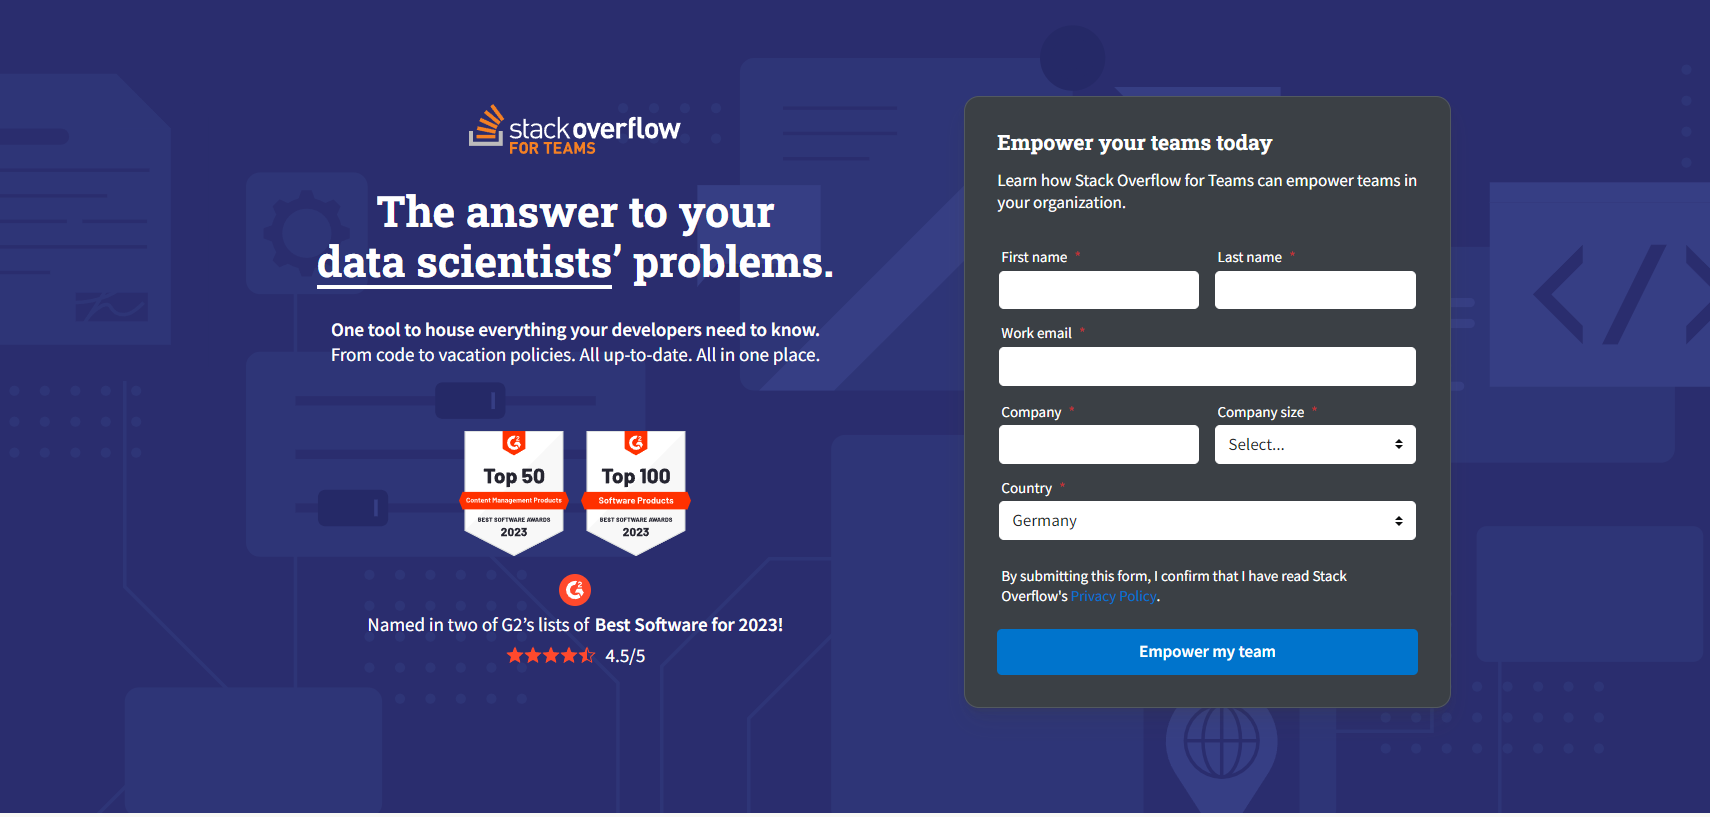 stackoverflow
FOR TEAMS
The answer to your
data scientists’ problems.
One tool to house everything your developers need to know.
From code to vacation policies. All up-to-date. All in one place.
G2
Top 50
Content Management Products
BEST SOFTWARE AWARDS
2023
G2
Top 100
Software Products
BEST SOFTWARE AWARDS
2023
G2
Named in two of G2’s lists of Best Software for 2023!
4.5/5
Empower your teams today
Learn how Stack Overflow for Teams can empower teams in
your organization.
First name * Last name *
Work email *
Company * Company size *
Select...
Country *
Germany
By submitting this form, I confirm that I have read Stack
Overflow's Privacy Policy.
Empower my team